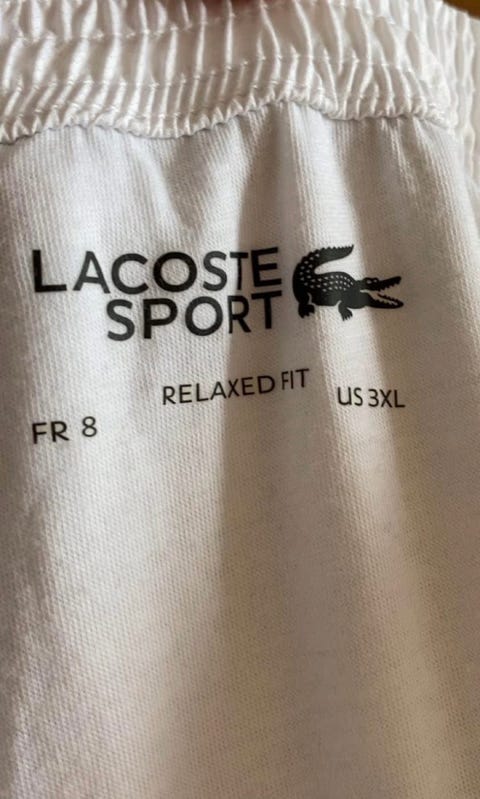 LACOSTE
SPORT
RELAXED FIT
FR 8
US 3XL